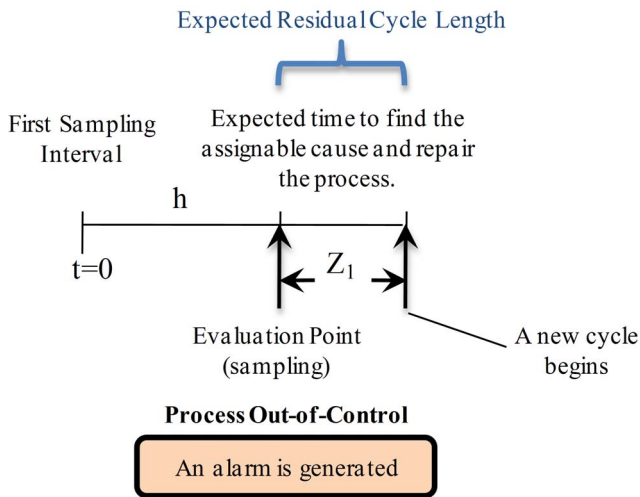 Expected Residual Cycle Length
First Sampling
Interval
Expected time to find the
assignable cause and repair
the process.
h
t=0
Z1
Evaluation Point
(sampling)
A new cycle
begins
Process Out-of-Control
An alarm is generated